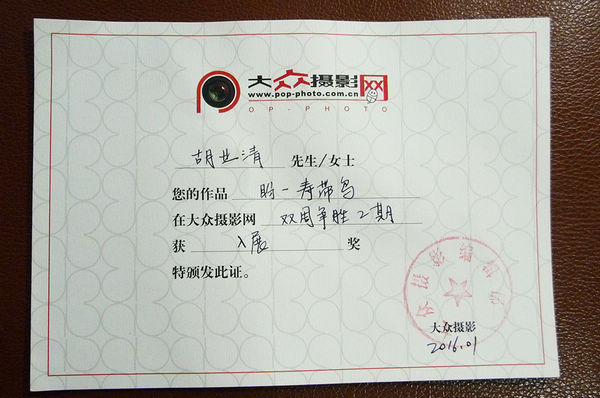 大众摄影网
www.pop-photo.com.cn
POP-PHOTO
胡业清 先生/女士
您的作品 盼-寿带鸟
在大众摄影网 双周争胜2期
获 入展 奖
特颁发此证。
大众摄影
2016.01